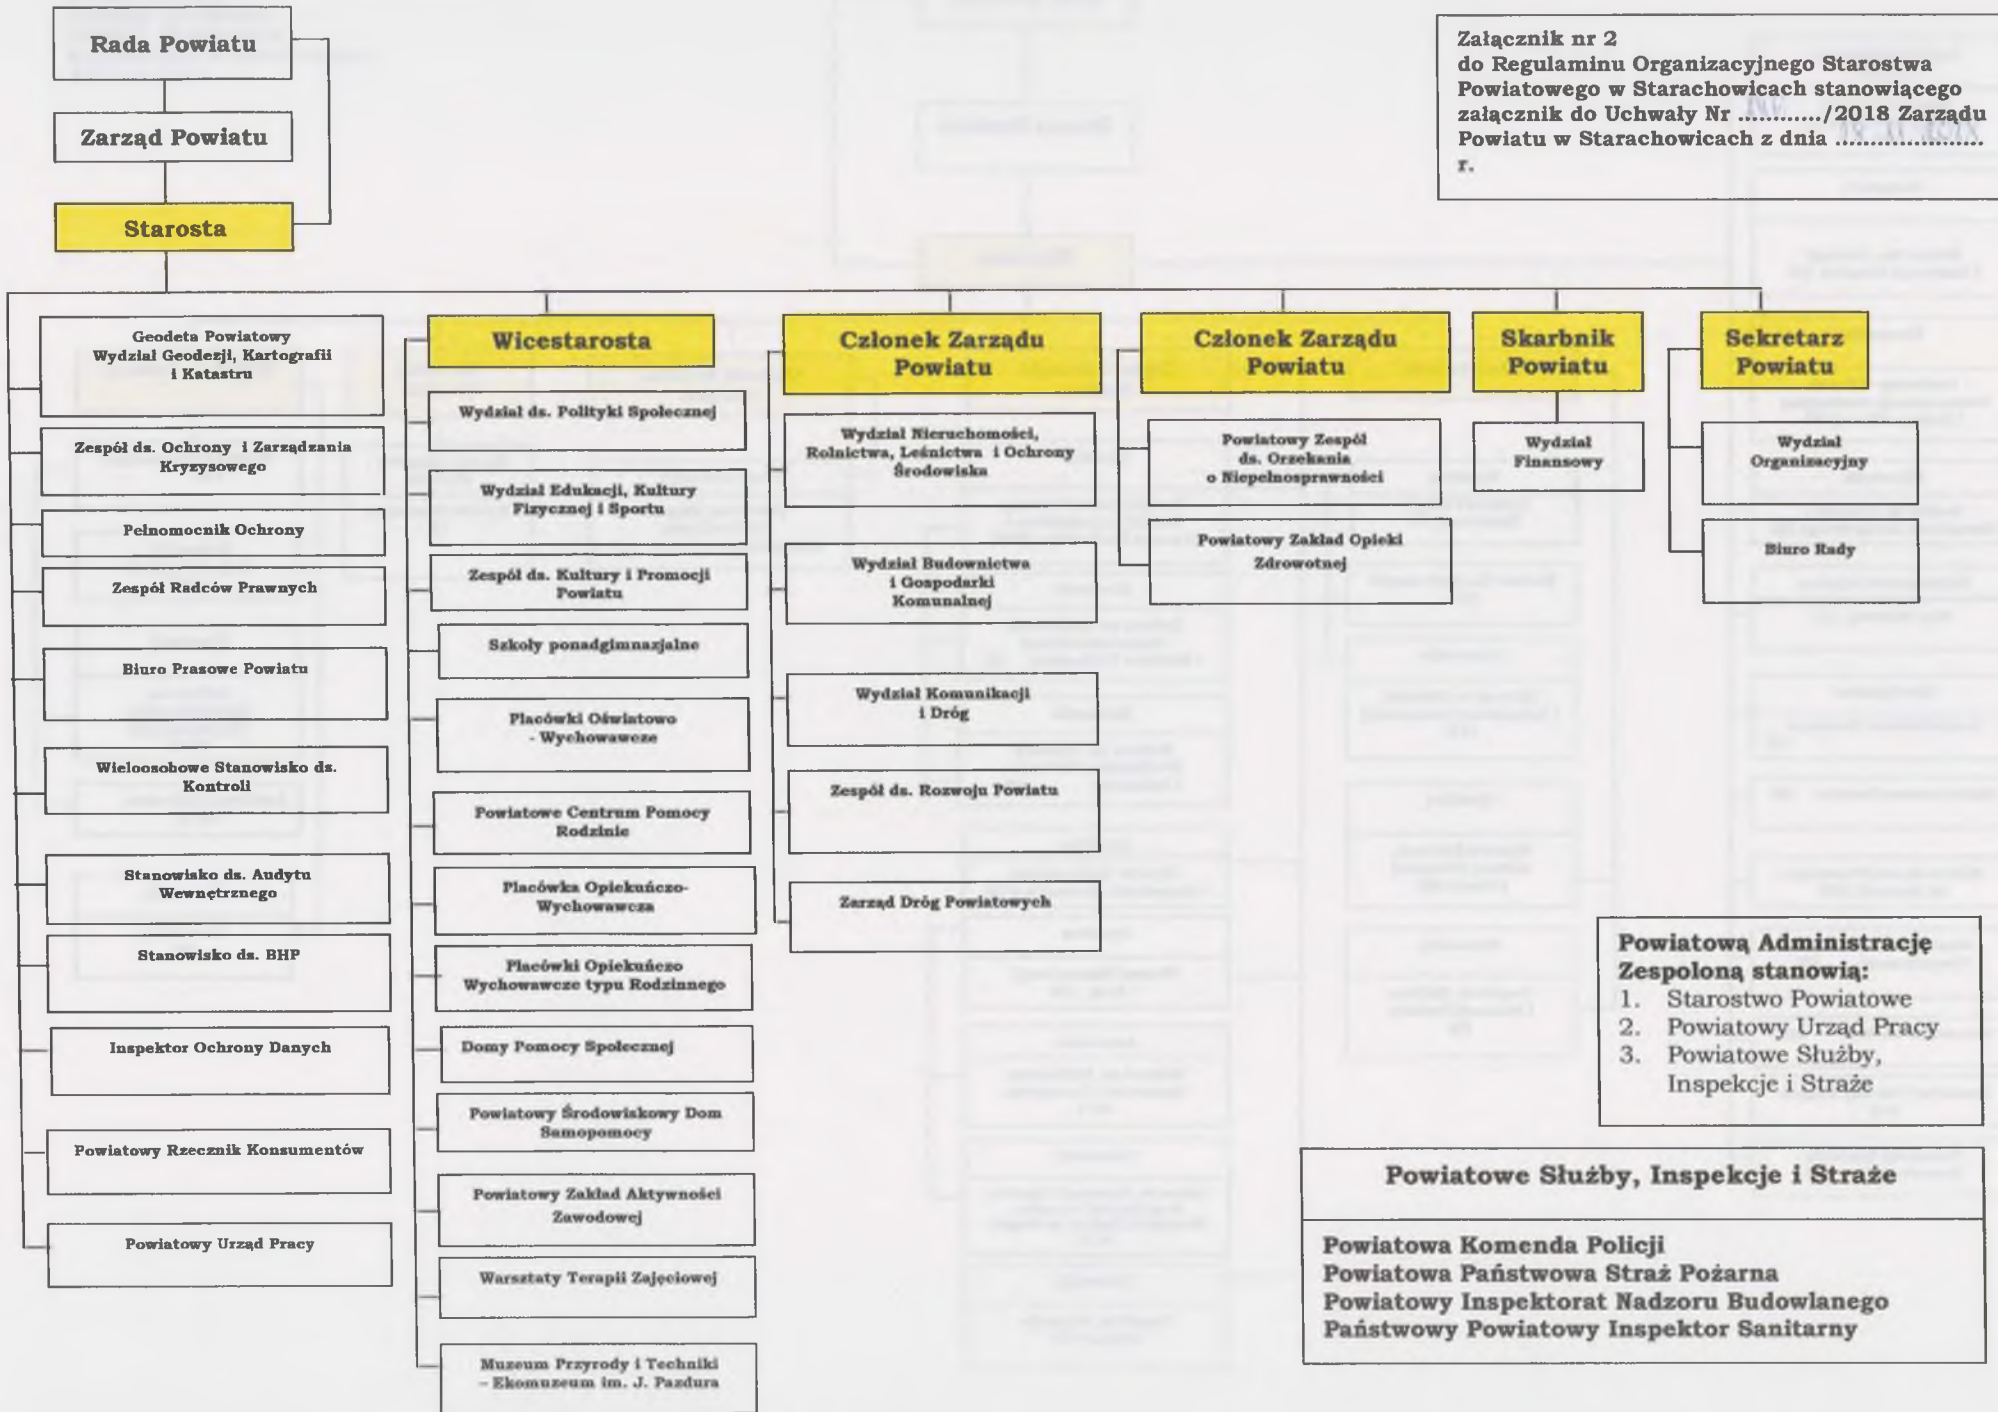 Rada Powiatu
Zarząd Powiatu
Starosta
Załącznik nr 2
do Regulaminu Organizacyjnego Starostwa
Powiatowego w Starachowicach stanowiącego
załącznik do Uchwały Nr ............/2018 Zarządu
Powiatu w Starachowicach z dnia .....................
r.
Geodeta Powiatowy
Wydział Geodezji, Kartografii
i Katastru
Zespół ds. Ochrony i Zarządzania
Kryzysowego
Pełnomocnik Ochrony
Zespół Radców Prawnych
Biuro Prasowe Powiatu
Wieloosobowe Stanowisko ds.
Kontroli
Stanowisko ds. Audytu
Wewnętrznego
Stanowisko ds. BHP
Inspektor Ochrony Danych
Powiatowy Rzecznik Konsumentów
Powiatowy Urząd Pracy
Wicestarosta
Wydział ds. Polityki Społecznej
Wydział Edukacji, Kultury
Fizycznej i Sportu
Zespół ds. Kultury i Promocji
Powiatu
Szkoły ponadgimnazjalne
Placówki Oświatowo
- Wychowawcze
Powiatowe Centrum Pomocy
Rodzinie
Placówka Opiekuńczo-
Wychowawcza
Placówki Opiekuńczo
Wychowawcze typu Rodzinnego
Domy Pomocy Społecznej
Powiatowy Środowiskowy Dom
Samopomocy
Powiatowy Zakład Aktywności
Zawodowej
Warsztaty Terapii Zajęciowej
Muzeum Przyrody i Techniki
– Ekomuzeum im. J. Pazdura
Członek Zarządu
Powiatu
Wydział Nieruchomości,
Rolnictwa, Leśnictwa i Ochrony
Środowiska
Wydział Budownictwa
i Gospodarki
Komunalnej
Wydział Komunikacji
i Dróg
Zespół ds. Rozwoju Powiatu
Zarząd Dróg Powiatowych
Członek Zarządu
Powiatu
Powiatowy Zespół
ds. Orzekania
o Niepełnosprawności
Powiatowy Zakład Opieki
Zdrowotnej
Skarbnik
Powiatu
Wydział
Finansowy
Sekretarz
Powiatu
Wydział
Organizacyjny
Biuro Rady
Powiatową Administrację
Zespoloną stanowią:
1. Starostwo Powiatowe
2. Powiatowy Urząd Pracy
3. Powiatowe Służby,
Inspekcje i Straże
Powiatowe Służby, Inspekcje i Straże
Powiatowa Komenda Policji
Powiatowa Państwowa Straż Pożarna
Powiatowy Inspektorat Nadzoru Budowlanego
Państwowy Powiatowy Inspektor Sanitarny